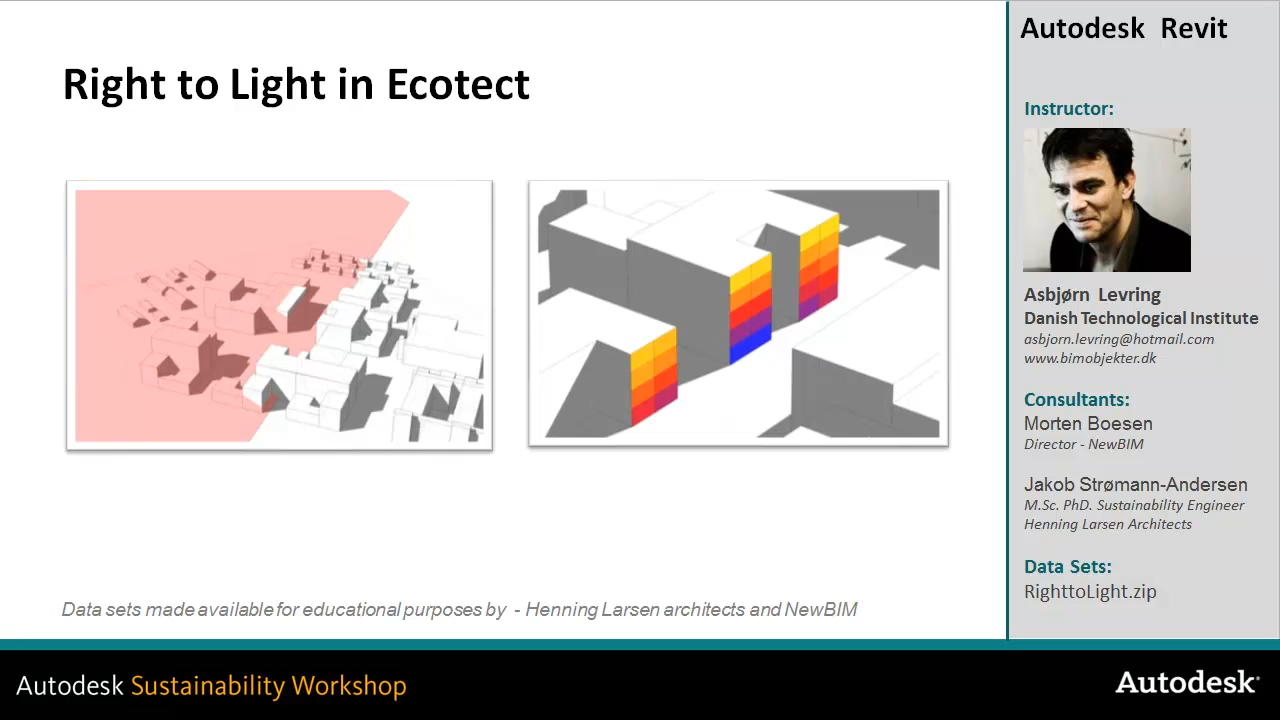 Right to Light in Ecotect
Data sets made available for educational purposes by - Henning Larsen architects and NewBIM
Autodesk Revit
Instructor:
Asbjørn Levring
Danish Technological Institute
asbjorn.levring@hotmail.com
www.bimobjekter.dk
Consultants:
Morten Boesen
Director - NewBIM
Jakob Strømann-Andersen
M.Sc. PhD. Sustainability Engineer
Henning Larsen Architects
Data Sets:
RighttoLight.zip
Autodesk Sustainability Workshop
Autodesk